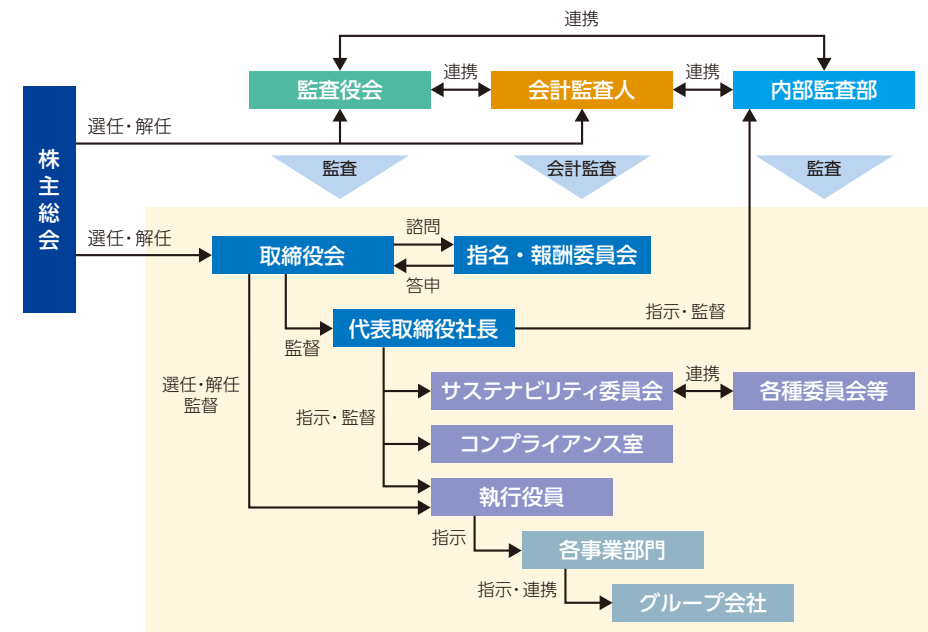 連携
監査役会
連携
会計監査人
連携
内部監査部
選任・解任
株主総会
監査
会計監査
監査
選任・解任
取締役会
諮問
答申
指名・報酬委員会
監督
代表取締役社長
指示・監督
選任・解任
監督
指示・監督
サステナビリティ委員会
連携
各種委員会等
コンプライアンス室
執行役員
指示
各事業部門
指示・連携
グループ会社